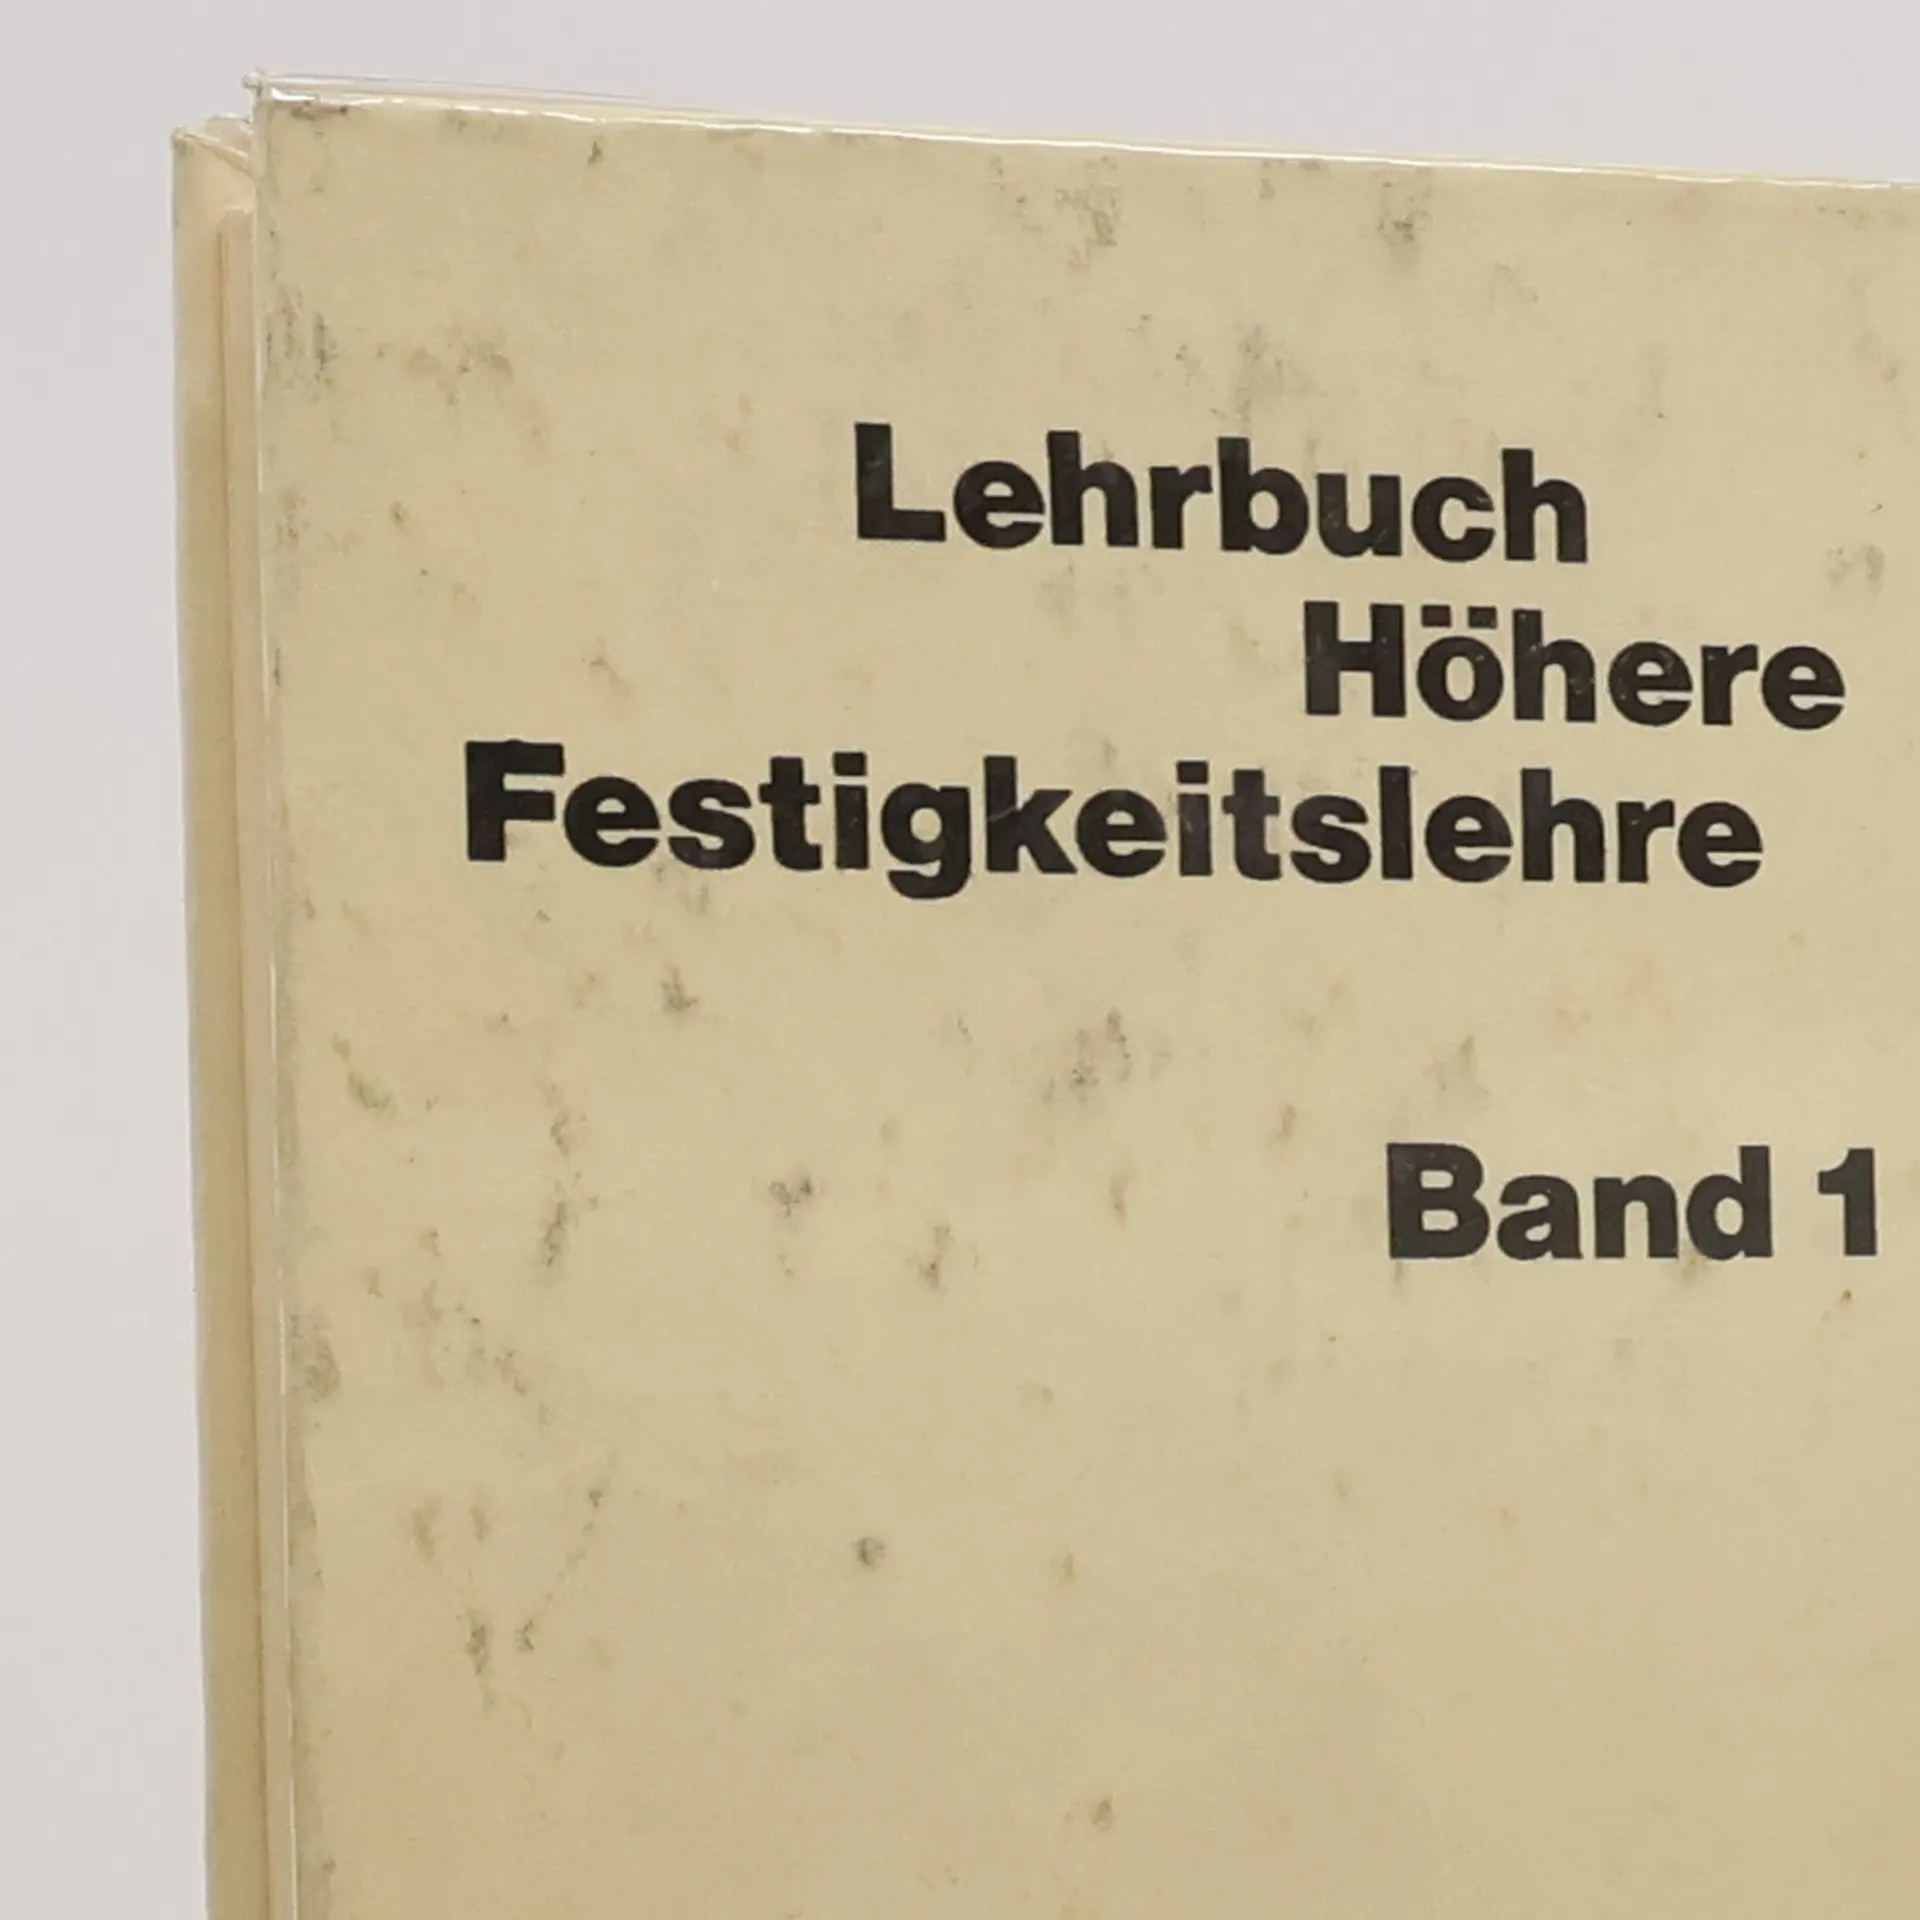 Lehrbuch
Höhere
Festigkeitslehre
Band 1